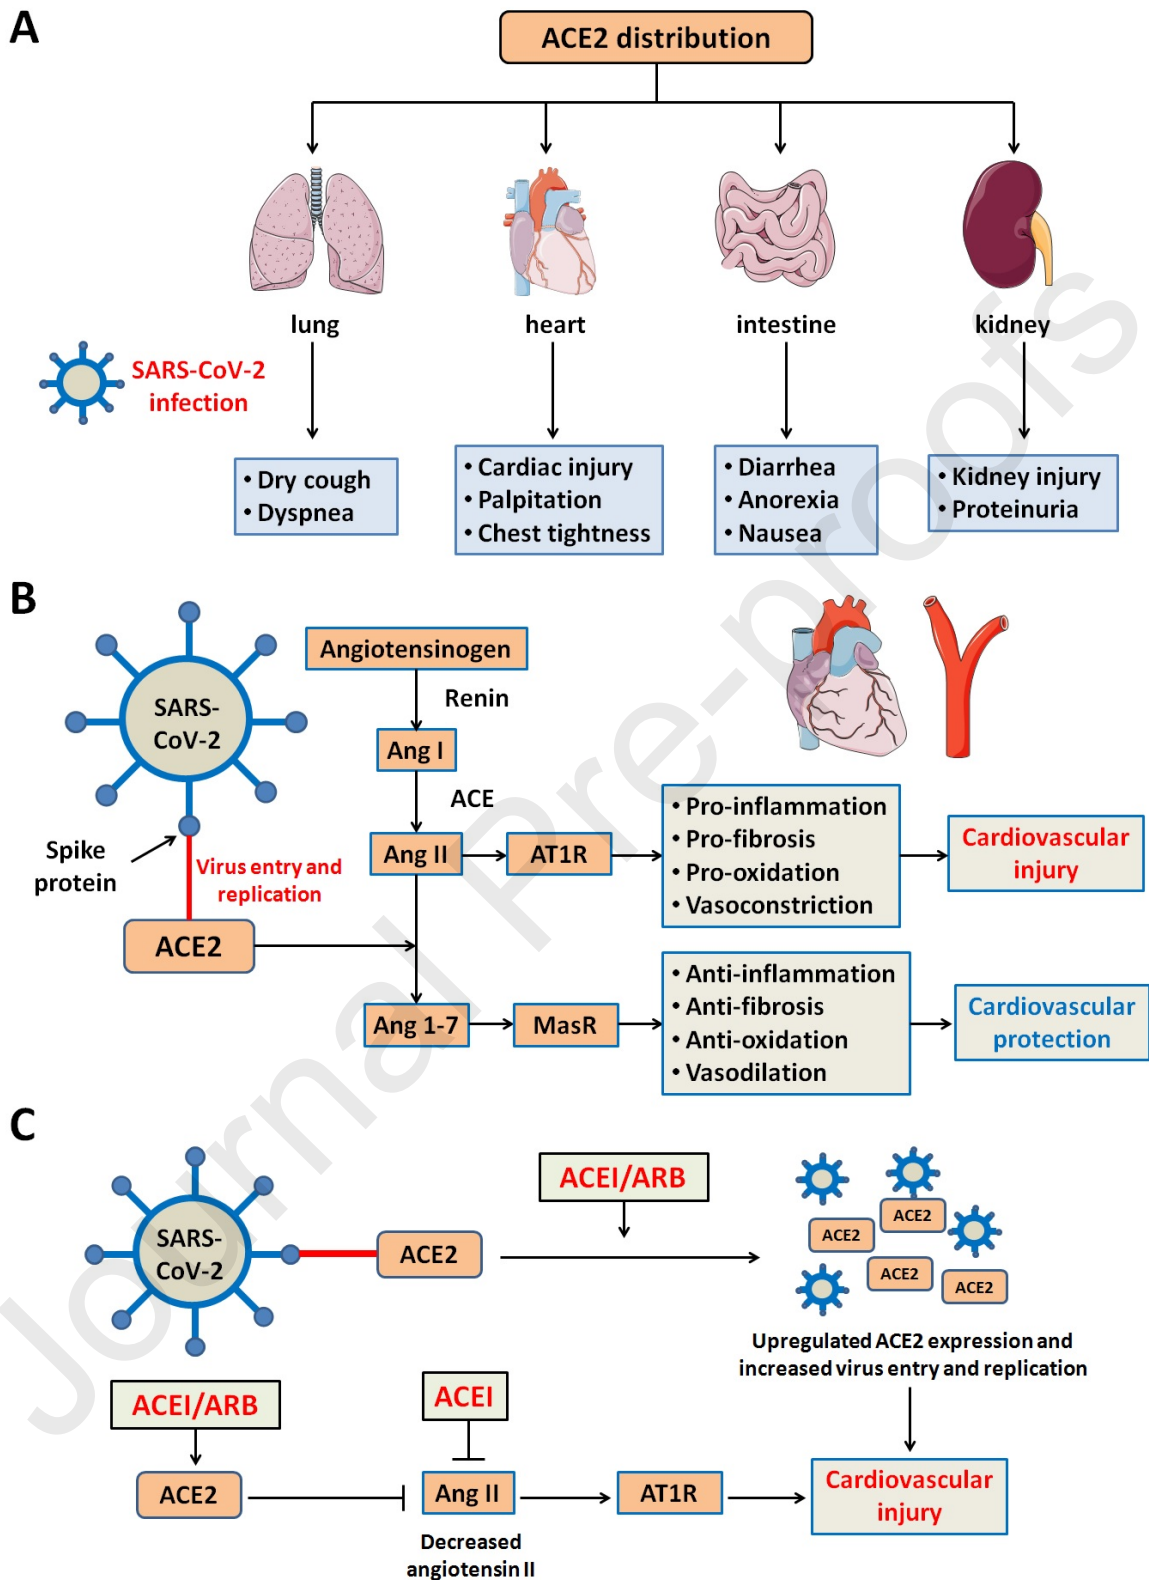 A
ACE2 distribution
lung
heart
intestine
kidney
SARS-CoV-2
infection
• Dry cough
• Dyspnea
• Cardiac injury
• Palpitation
• Chest tightness
• Diarrhea
• Anorexia
• Nausea
• Kidney injury
• Proteinuria
B
SARS-
CoV-2
Spike
protein
Virus entry and
replication
ACE2
Angiotensinogen
Renin
Ang I
ACE
Ang II
AT1R
• Pro-inflammation
• Pro-fibrosis
• Pro-oxidation
• Vasoconstriction
Cardiovascular
injury
Ang 1-7
MasR
• Anti-inflammation
• Anti-fibrosis
• Anti-oxidation
• Vasodilation
Cardiovascular
protection
C
SARS-
CoV-2
ACE2
ACEI/ARB
ACE2
ACE2
ACE2
ACE2
Upregulated ACE2 expression and
increased virus entry and replication
ACEI/ARB
ACE2
ACEI
Ang II
Decreased
angiotensin II
AT1R
Cardiovascular
injury
Journal Pre-proofs